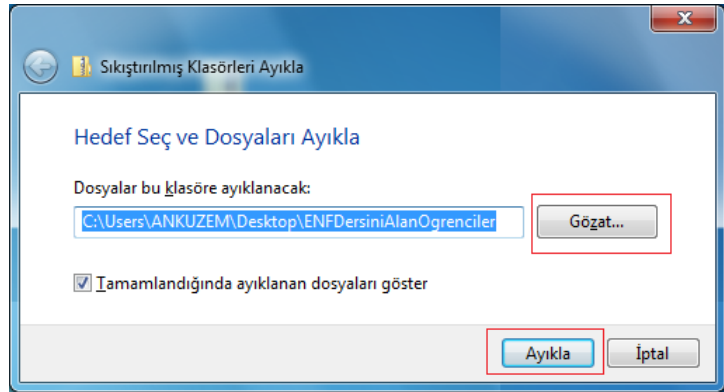 Sıkıştırılmış Klasörleri Ayıkla
Hedef Seç ve Dosyaları Ayıkla
Dosyalar bu klasöre ayıklanacak:
C:\Users\ANKUZEM\Desktop\ENFDersiniAlanOgrenciler
Gözat...
Tamamlandığında ayıklanan dosyaları göster
Ayıkla
İptal